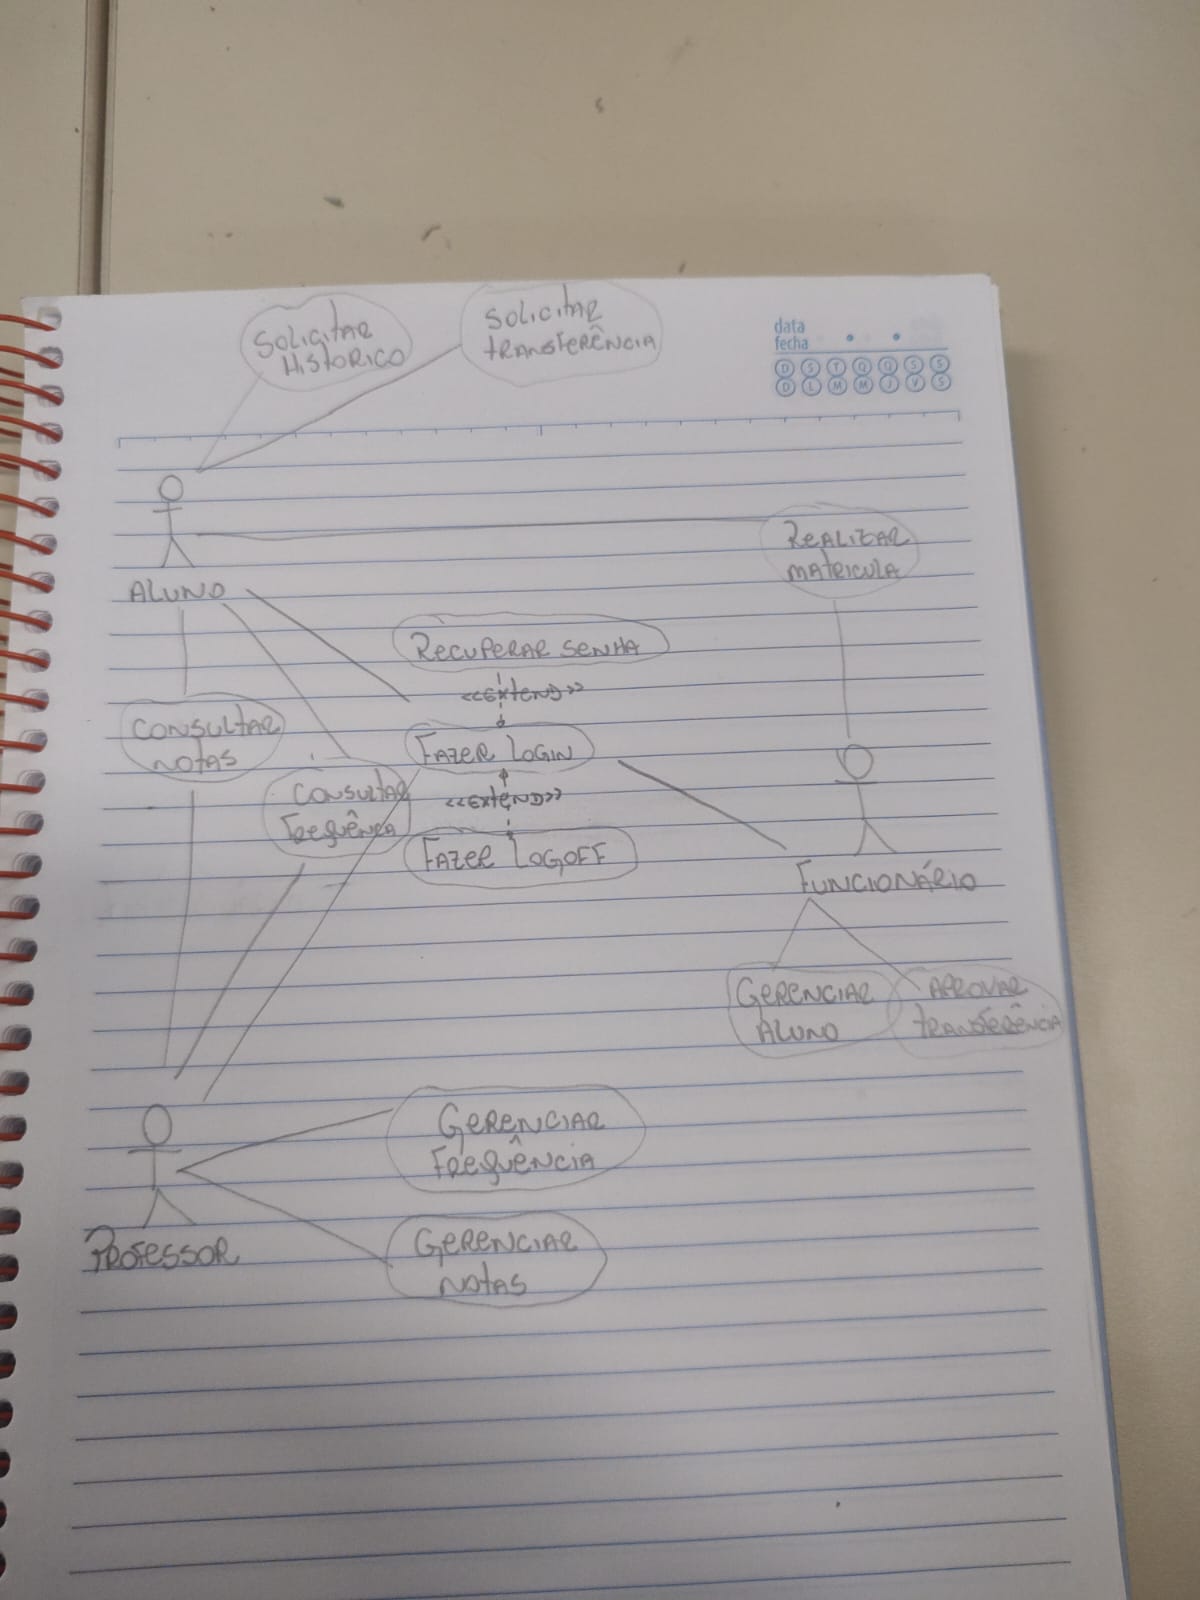 SOLICITAR
HISTORICO
SOLICITAR
TRANSFERÊNCIA
data
fecha
D S T Q Q S S
D L M M J V S
ALUNO
REALIZAR
MATRICULA
RECUPERAR SENHA
<<EXTEND>>
CONSULTAR
NOTAS
FAZER LOGIN
CONSULTAR
<<EXTEND>>
FAZER LOGOFF
FUNCIONÁRIO
GERENCIAR
ALUNO
APROVAR
TRANSFERÊNCIA
GERENCIAR
FREQUÊNCIA
PROFESSOR
GERENCIAR
NOTAS